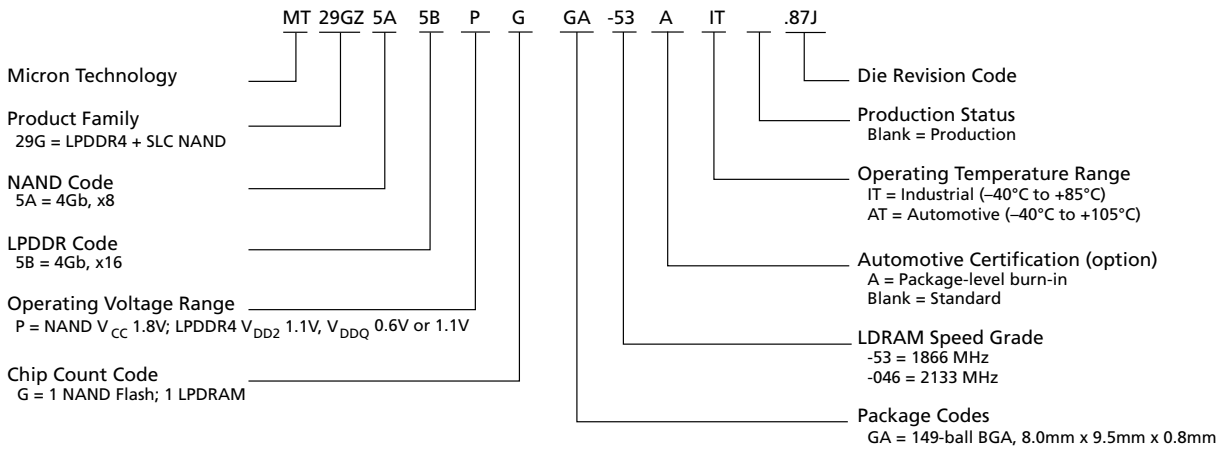 MT 29GZ 5A 5B P G GA -53 A IT .87J
Micron Technology
Product Family
29G = LPDDR4 + SLC NAND
NAND Code
5A = 4Gb, x8
LPDDR Code
5B = 4Gb, x16
Operating Voltage Range
P = NAND VCC 1.8V; LPDDR4 VDD2 1.1V, VDDQ 0.6V or 1.1V
Chip Count Code
G = 1 NAND Flash; 1 LPDRAM
Die Revision Code
Production Status
Blank = Production
Operating Temperature Range
IT = Industrial (–40°C to +85°C)
AT = Automotive (–40°C to +105°C)
Automotive Certification (option)
A = Package-level burn-in
Blank = Standard
LDRAM Speed Grade
-53 = 1866 MHz
-046 = 2133 MHz
Package Codes
GA = 149-ball BGA, 8.0mm x 9.5mm x 0.8mm